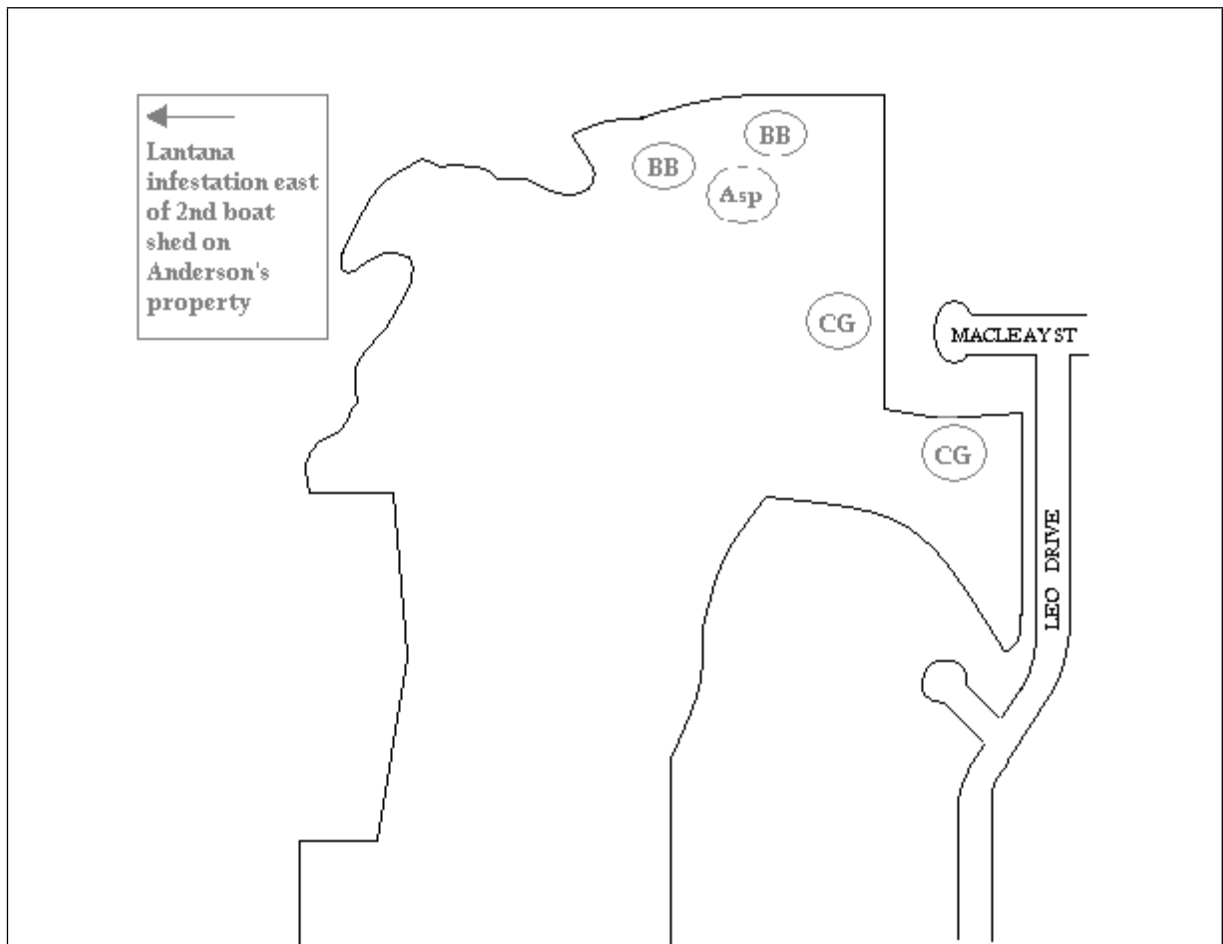 Lantana
infestation east
of 2nd boat
shed on
Anderson's
property
BB
BB
Asp
CG
MACLEAY ST
CG
LEO DRIVE